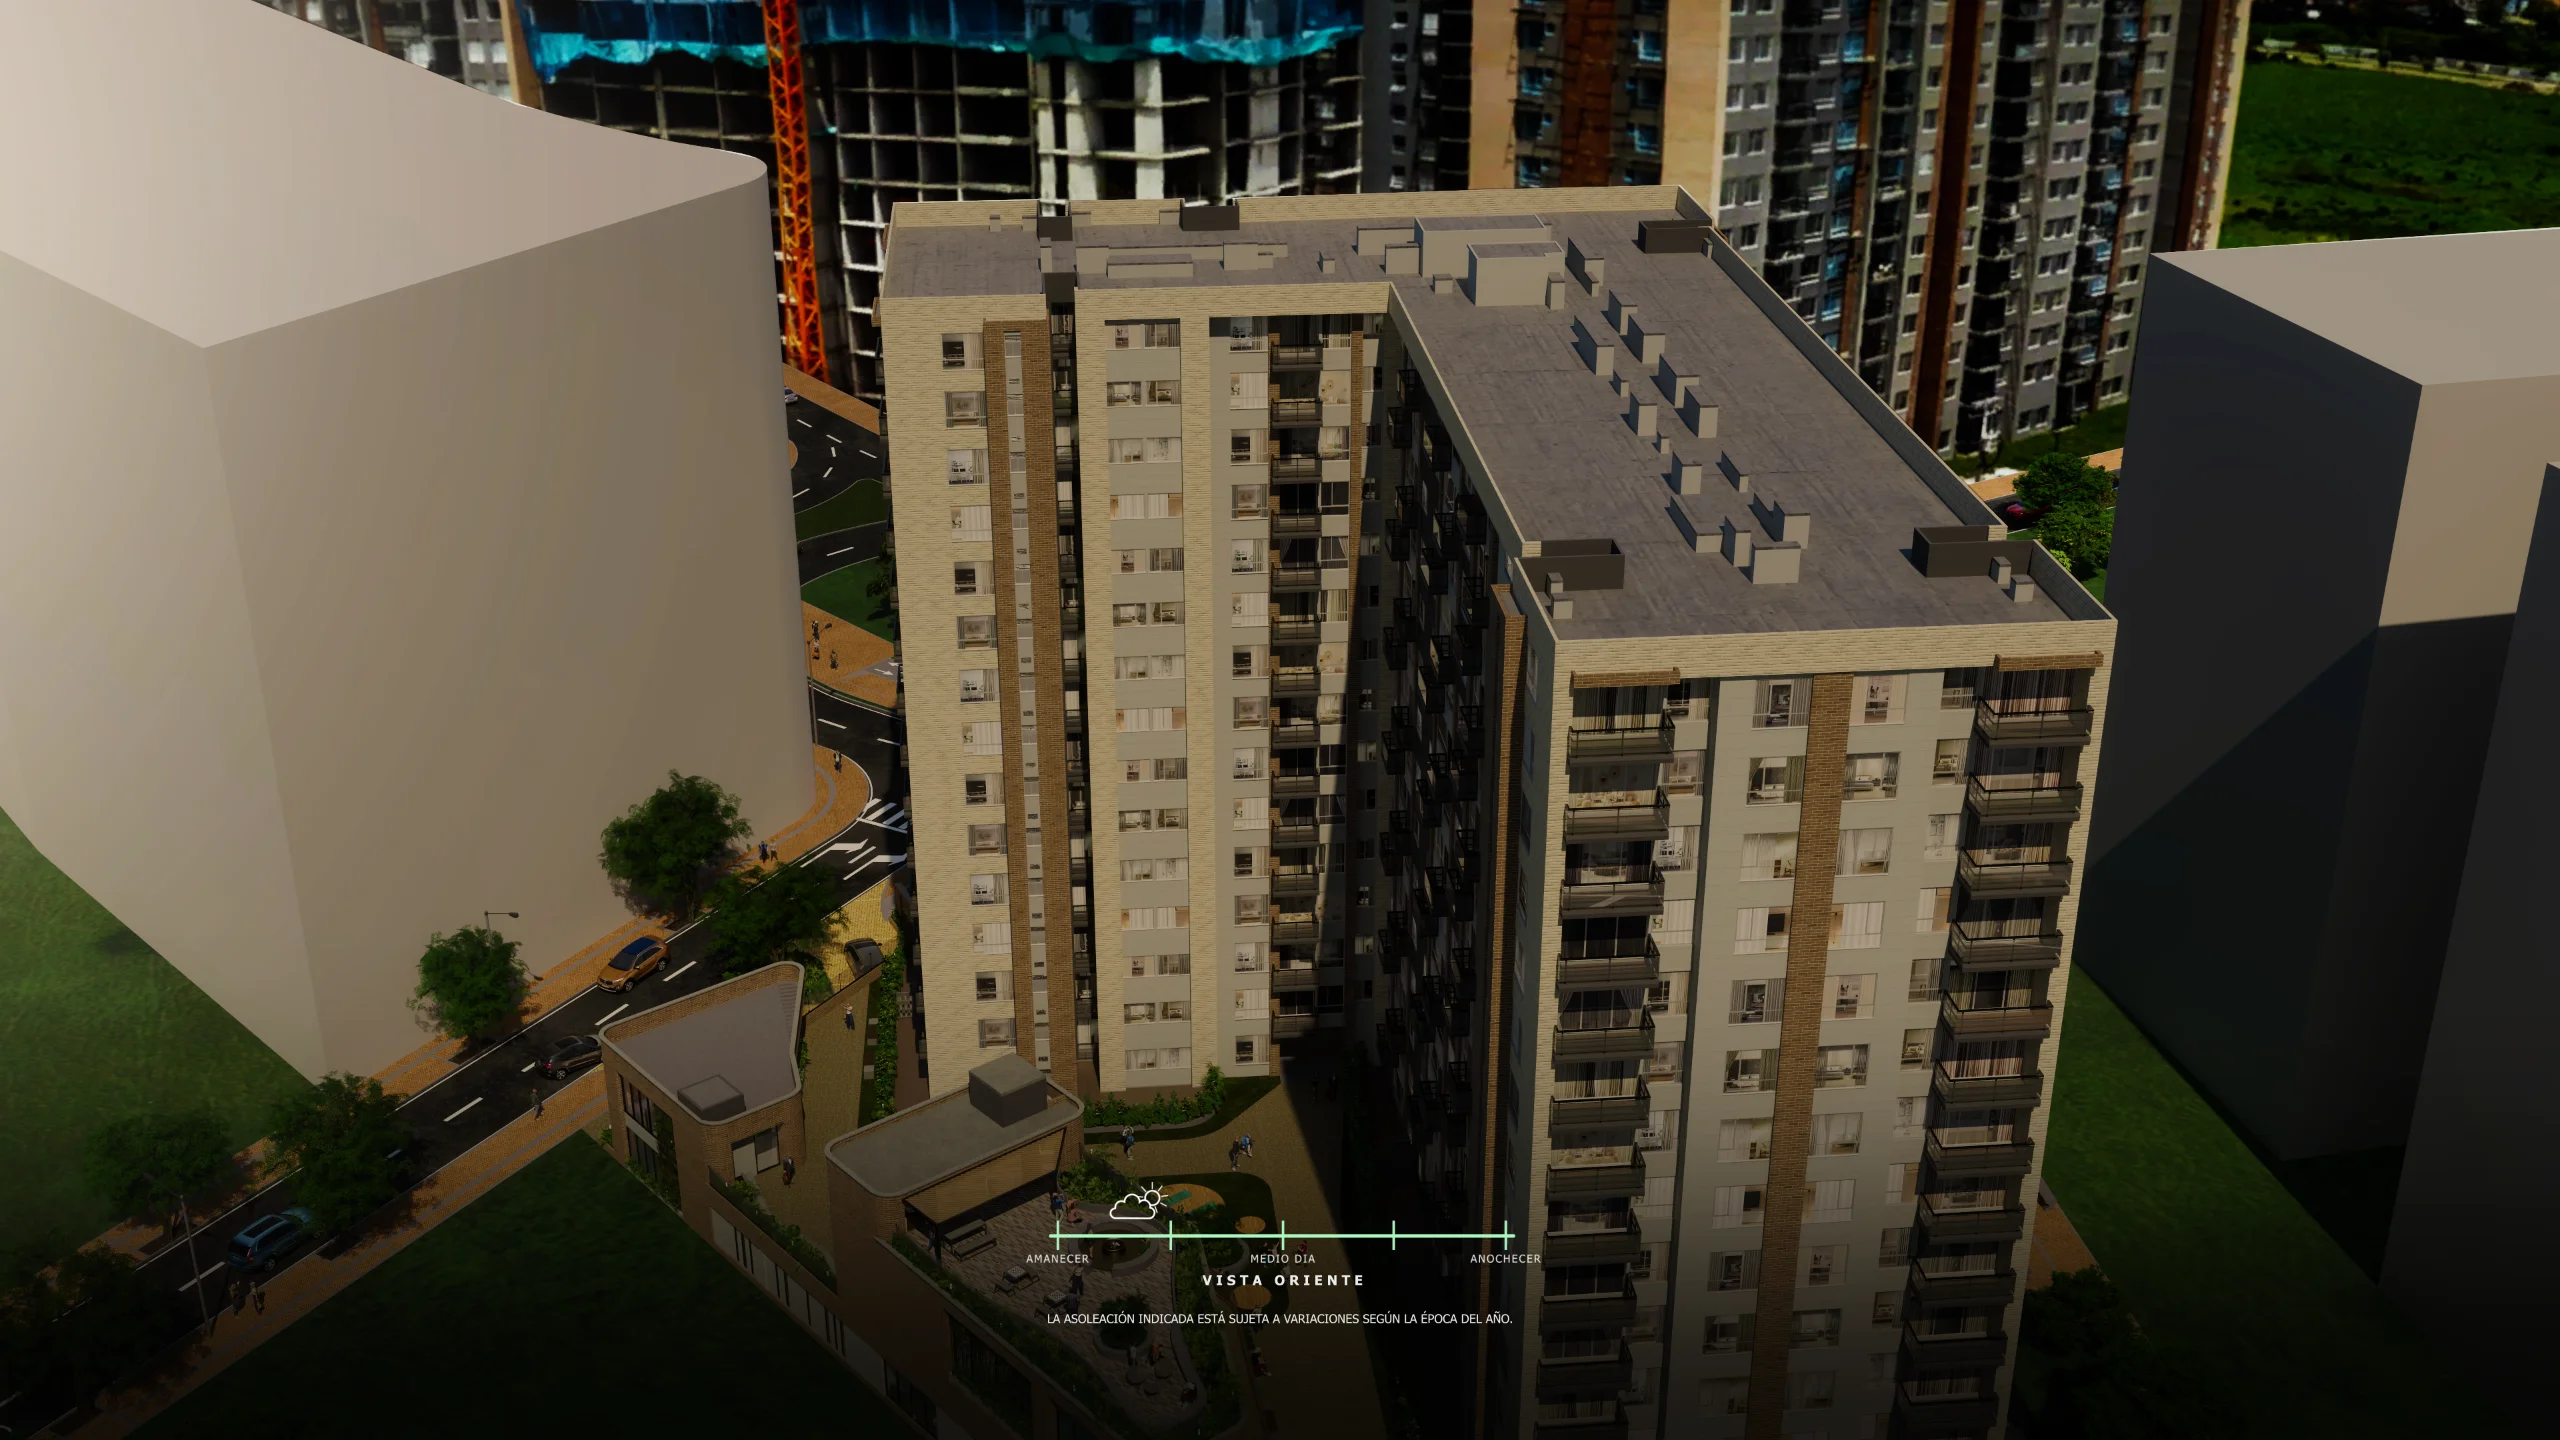 AMANECER MEDIO DIA ANOCHECER
VISTA ORIENTE
LA ASOLEACIÓN INDICADA ESTÁ SUJETA A VARIACIONES SEGÚN LA ÉPOCA DEL AÑO.